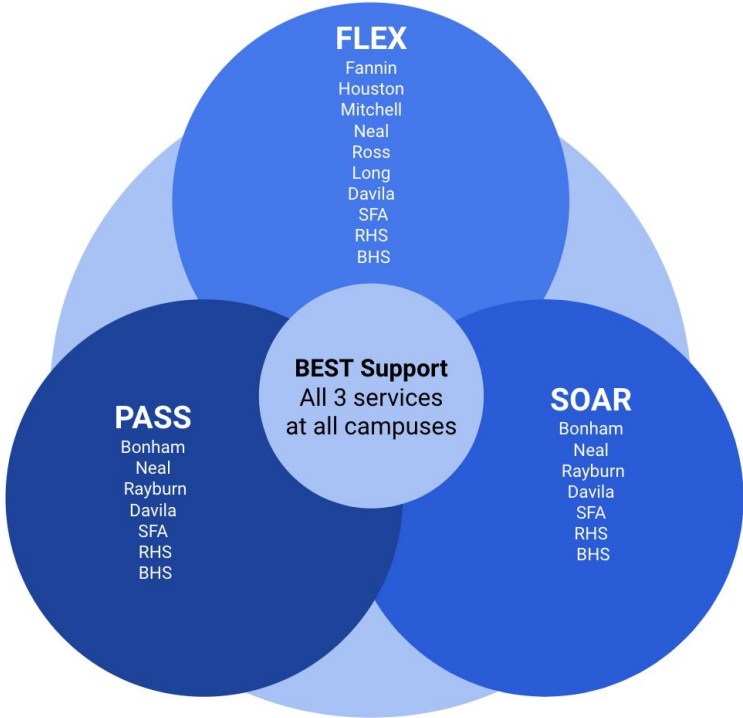 FLEX
Fannin
Houston
Mitchell
Neal
Ross
Long
Davila
SFA
RHS
BHS
BEST Support
All 3 services
at all campuses
PASS
Bonham
Neal
Rayburn
Davila
SFA
RHS
BHS
SOAR
Bonham
Neal
Rayburn
Davila
SFA
RHS
BHS